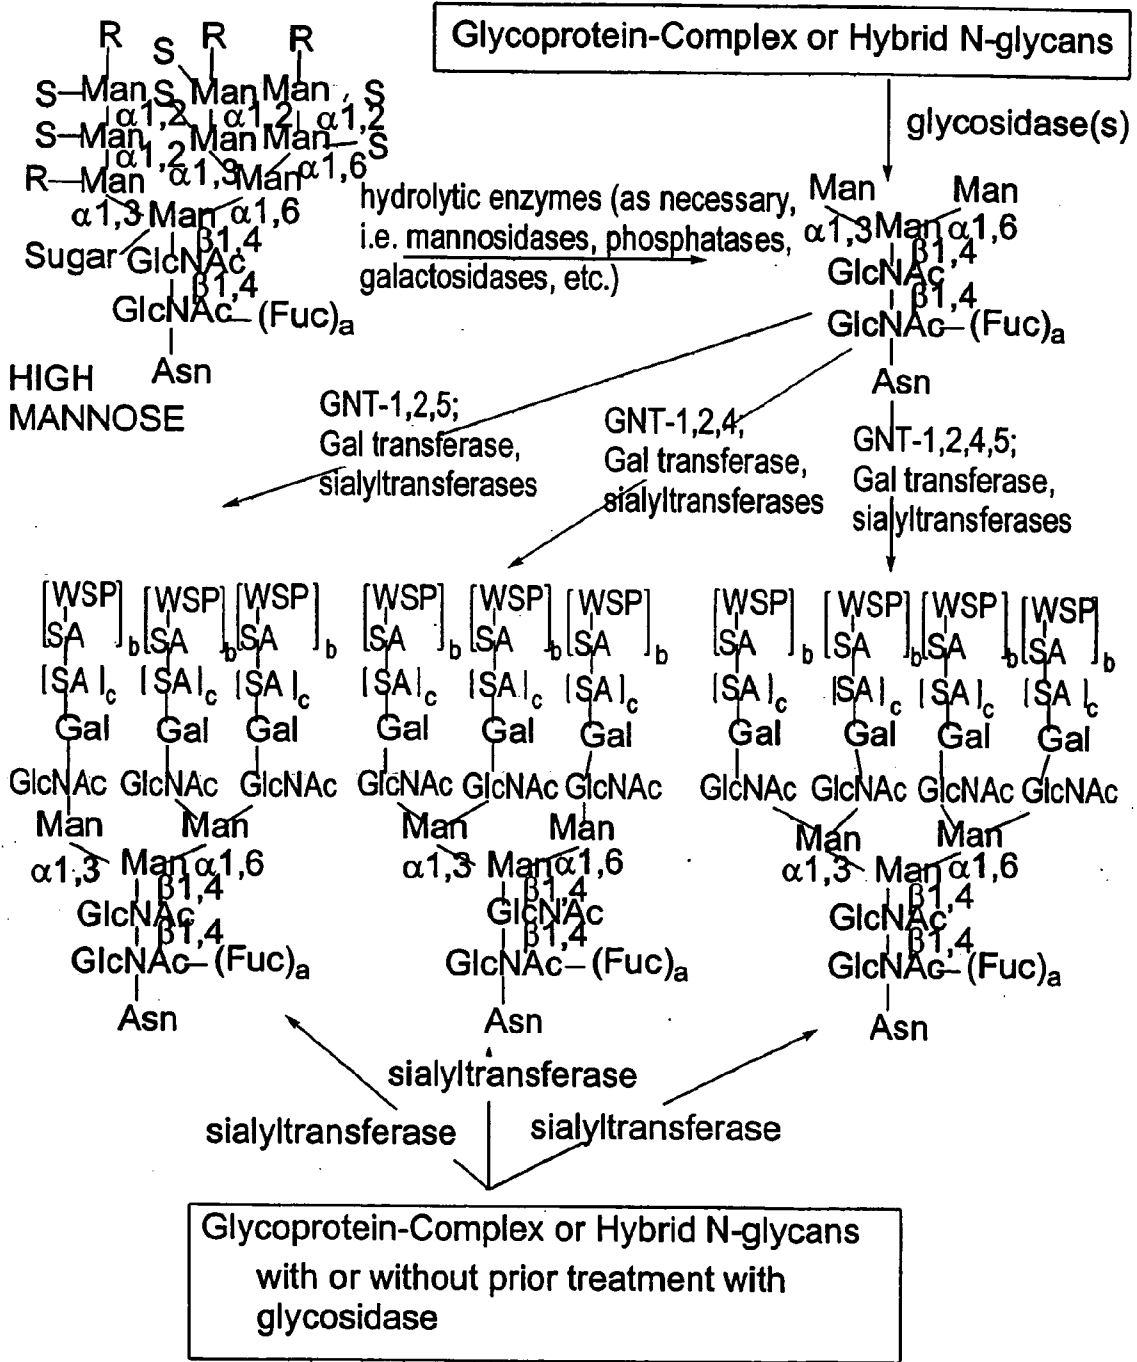 Glycoprotein-Complex or Hybrid N-glycans
glycosidase(s)
R S R R
S–Man S Man Man S
α1,2 α1,2 α1,2
S–Man Man Man–S
α1,2 α1,3 α1,6
R–Man Man
α1,3 Man α1,6
β1,4
Sugar GlcNAc
β1,4
GlcNAc–(Fuc)a
Asn
HIGH
MANNOSE
hydrolytic enzymes (as necessary,
i.e. mannosidases, phosphatases,
galactosidases, etc.)
Man Man
α1,3 Man α1,6
β1,4
GlcNAc
β1,4
GlcNAc–(Fuc)a
Asn
GNT-1,2,5;
Gal transferase,
sialyltransferases
GNT-1,2,4;
Gal transferase,
sialyltransferases
GNT-1,2,4,5;
Gal transferase,
sialyltransferases
[WSP] [WSP] [WSP]
[SA]b [SA]b [SA]b
[SA]c [SA]c [SA]c
Gal Gal Gal
GlcNAc GlcNAc GlcNAc
Man Man
α1,3 Man α1,6
β1,4
GlcNAc
β1,4
GlcNAc–(Fuc)a
Asn
[WSP] [WSP] [WSP]
[SA]b [SA]b [SA]b
[SA]c [SA]c [SA]c
Gal Gal Gal
GlcNAc GlcNAc GlcNAc
Man Man
α1,3 Man α1,6
β1,4
GlcNAc
β1,4
GlcNAc–(Fuc)a
Asn
[WSP] [WSP] [WSP] [WSP]
[SA]b [SA]b [SA]b [SA]b
[SA]c [SA]c [SA]c [SA]c
Gal Gal Gal Gal
GlcNAc GlcNAc GlcNAc GlcNAc
Man Man
α1,3 Man α1,6
β1,4
GlcNAc
β1,4
GlcNAc–(Fuc)a
Asn
sialyltransferase
sialyltransferase sialyltransferase
Glycoprotein-Complex or Hybrid N-glycans
with or without prior treatment with
glycosidase